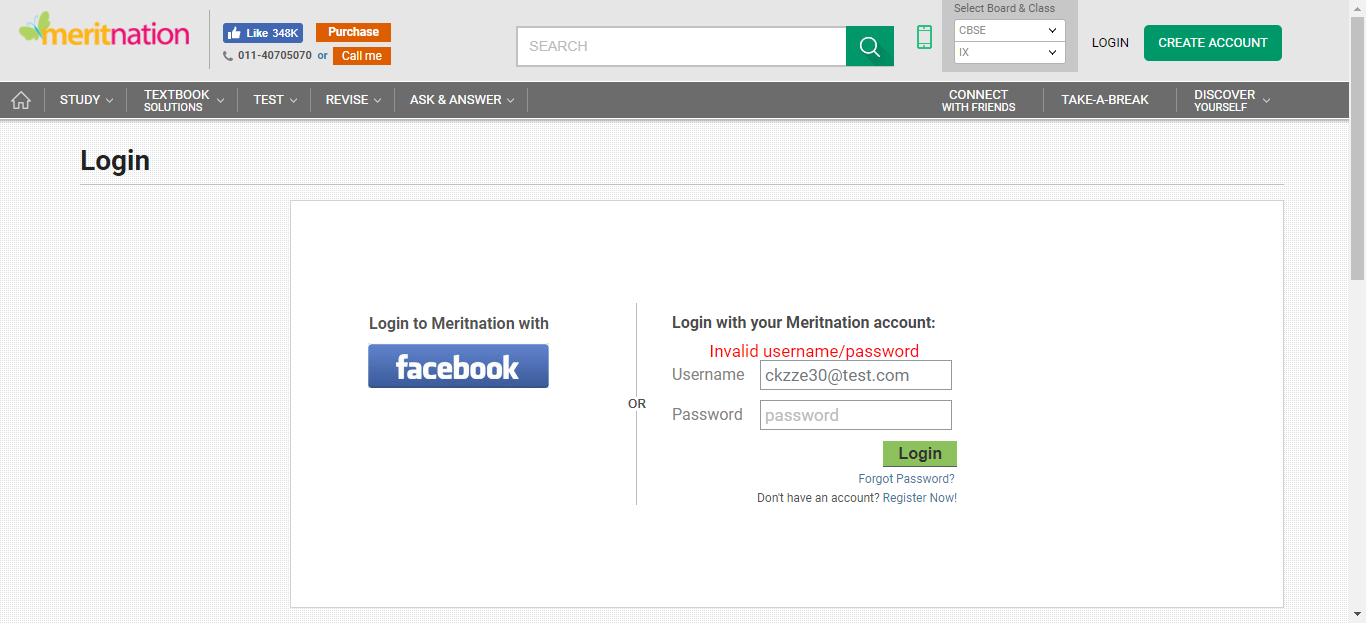 meritnation
Like 348K
Purchase
011-40705070 or Call me
SEARCH
Select Board & Class
CBSE
IX
LOGIN
CREATE ACCOUNT
STUDY
TEXTBOOK
SOLUTIONS
TEST
REVISE
ASK & ANSWER
CONNECT
WITH FRIENDS
TAKE-A-BREAK
DISCOVER
YOURSELF
Login
Login to Meritnation with
facebook
OR
Login with your Meritnation account:
Invalid username/password
Username ckzze30@test.com
Password password
Login
Forgot Password?
Don't have an account? Register Now!